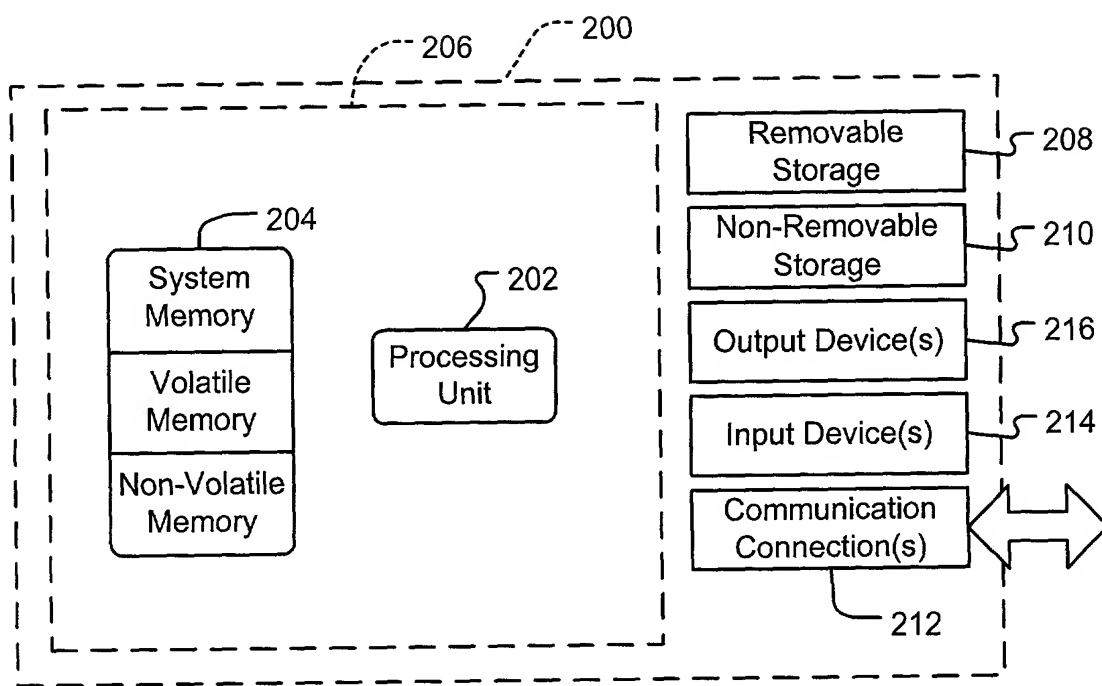 206
200
Removable
Storage
208
Non-Removable
Storage
210
204
System
Memory
Volatile
Memory
Non-Volatile
Memory
202
Processing
Unit
Output Device(s)
216
Input Device(s)
214
Communication
Connection(s)
212